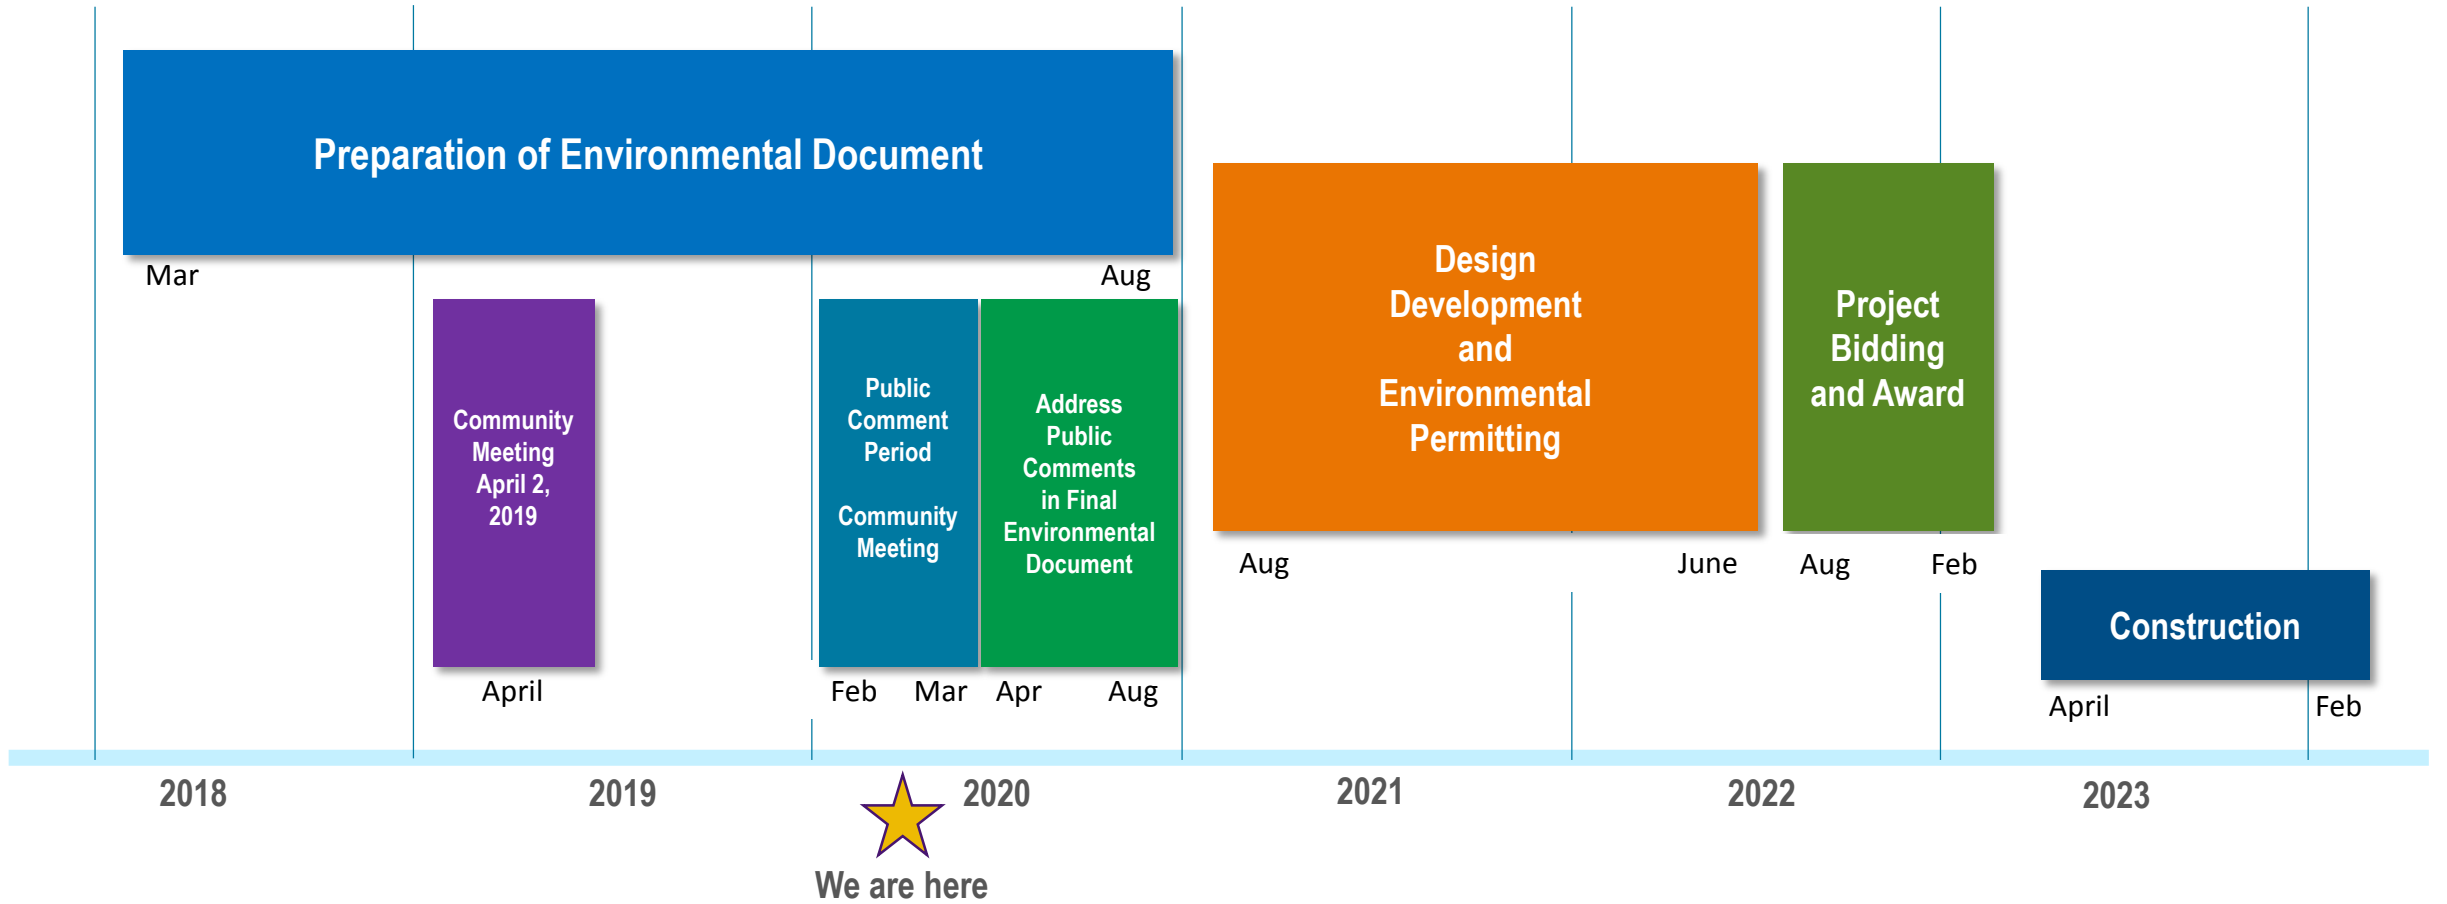 Preparation of Environmental Document
Mar
Aug
Community
Meeting
April 2,
2019
April
Public
Comment
Period
Community
Meeting
Feb
Mar
Address
Public
Comments
in Final
Environmental
Document
Apr
Aug
Design
Development
and
Environmental
Permitting
Aug
June
Project
Bidding
and Award
Aug
Feb
Construction
April
Feb
2018
2019
2020
2021
2022
2023
We are here